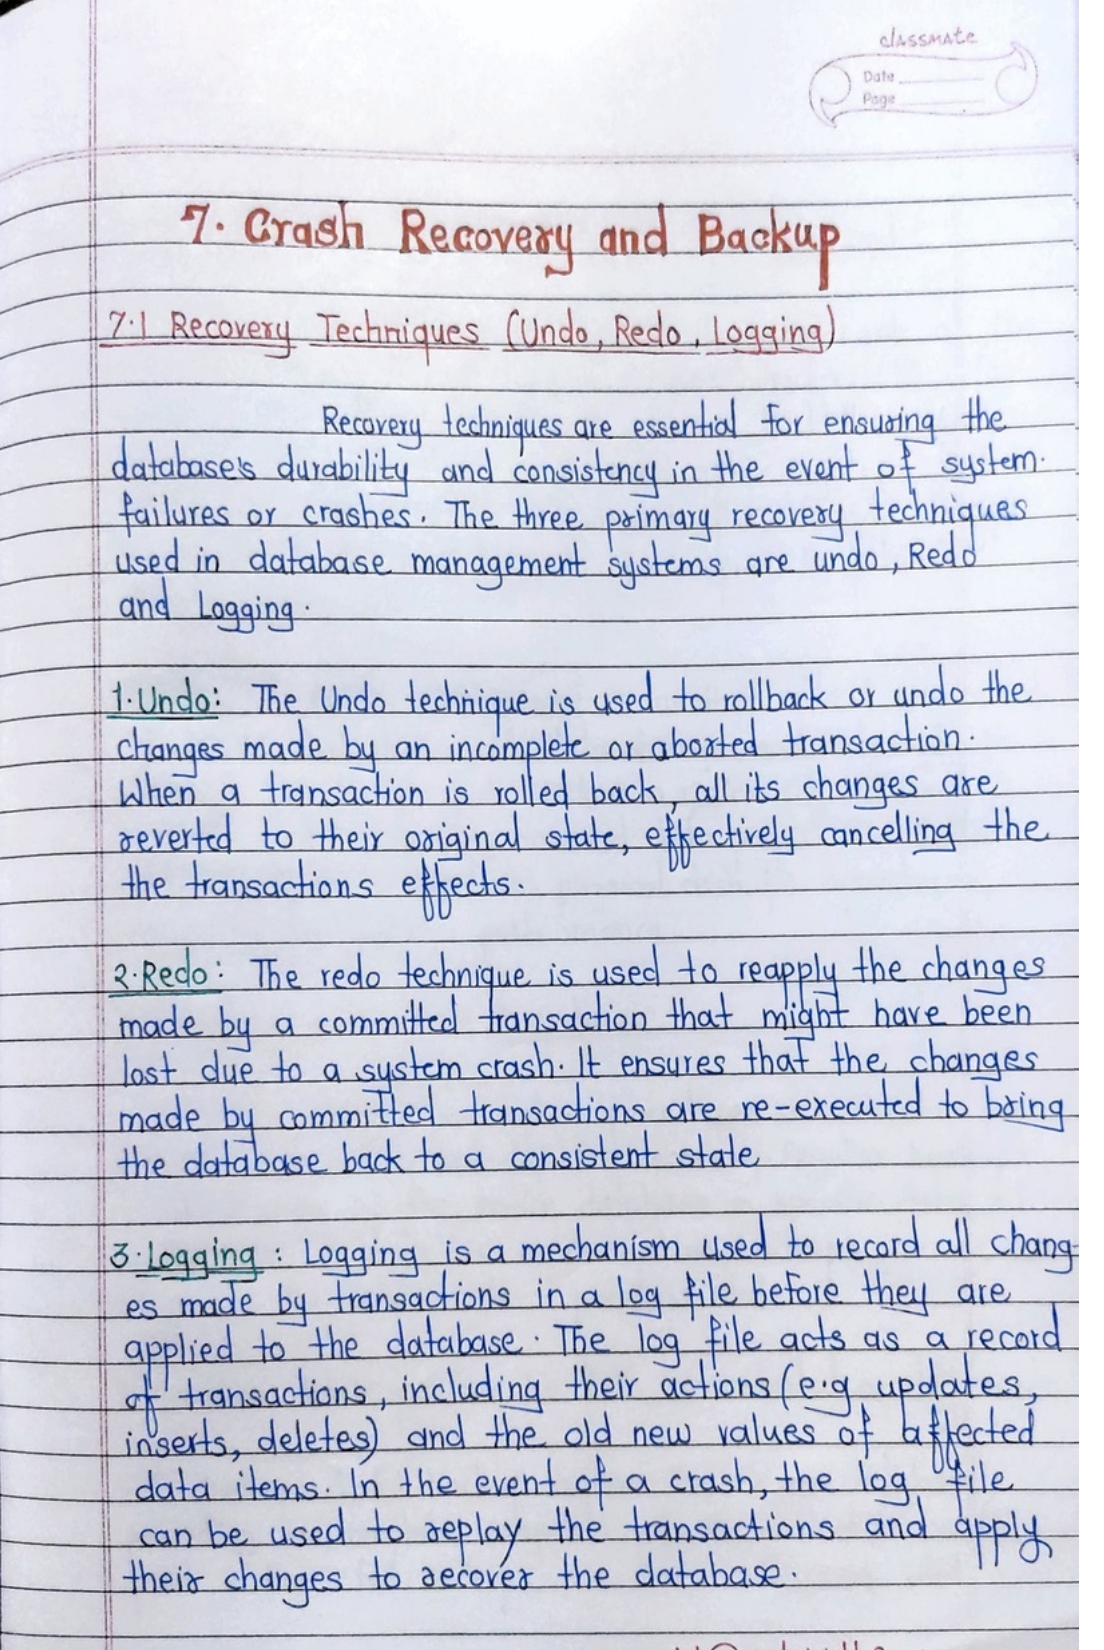 classmate
Date
Page
7. Crash Recovery and Backup
7.1 Recovery Techniques (Undo, Redo, Logging)
Recovery techniques are essential for ensuring the
database's durability and consistency in the event of system
failures or crashes. The three primary recovery techniques
used in database management systems are undo, Redo
and Logging.
1. Undo: The Undo technique is used to rollback or undo the
changes made by an incomplete or aborted transaction.
When a transaction is rolled back, all its changes are
reverted to their original state, effectively cancelling the
the transactions effects.
2. Redo: The redo technique is used to reapply the changes
made by a committed transaction that might have been
lost due to a system crash. It ensures that the changes
made by committed transactions are re-executed to bring
the database back to a consistent state
3. Logging : Logging is a mechanism used to record all chang-
es made by transactions in a log file before they are
applied to the database. The log file acts as a record
of transactions, including their actions (e.g updates,
inserts, deletes) and the old new values of affected
data items. In the event of a crash, the log file
can be used to replay the transactions and apply
their changes to recover the database.